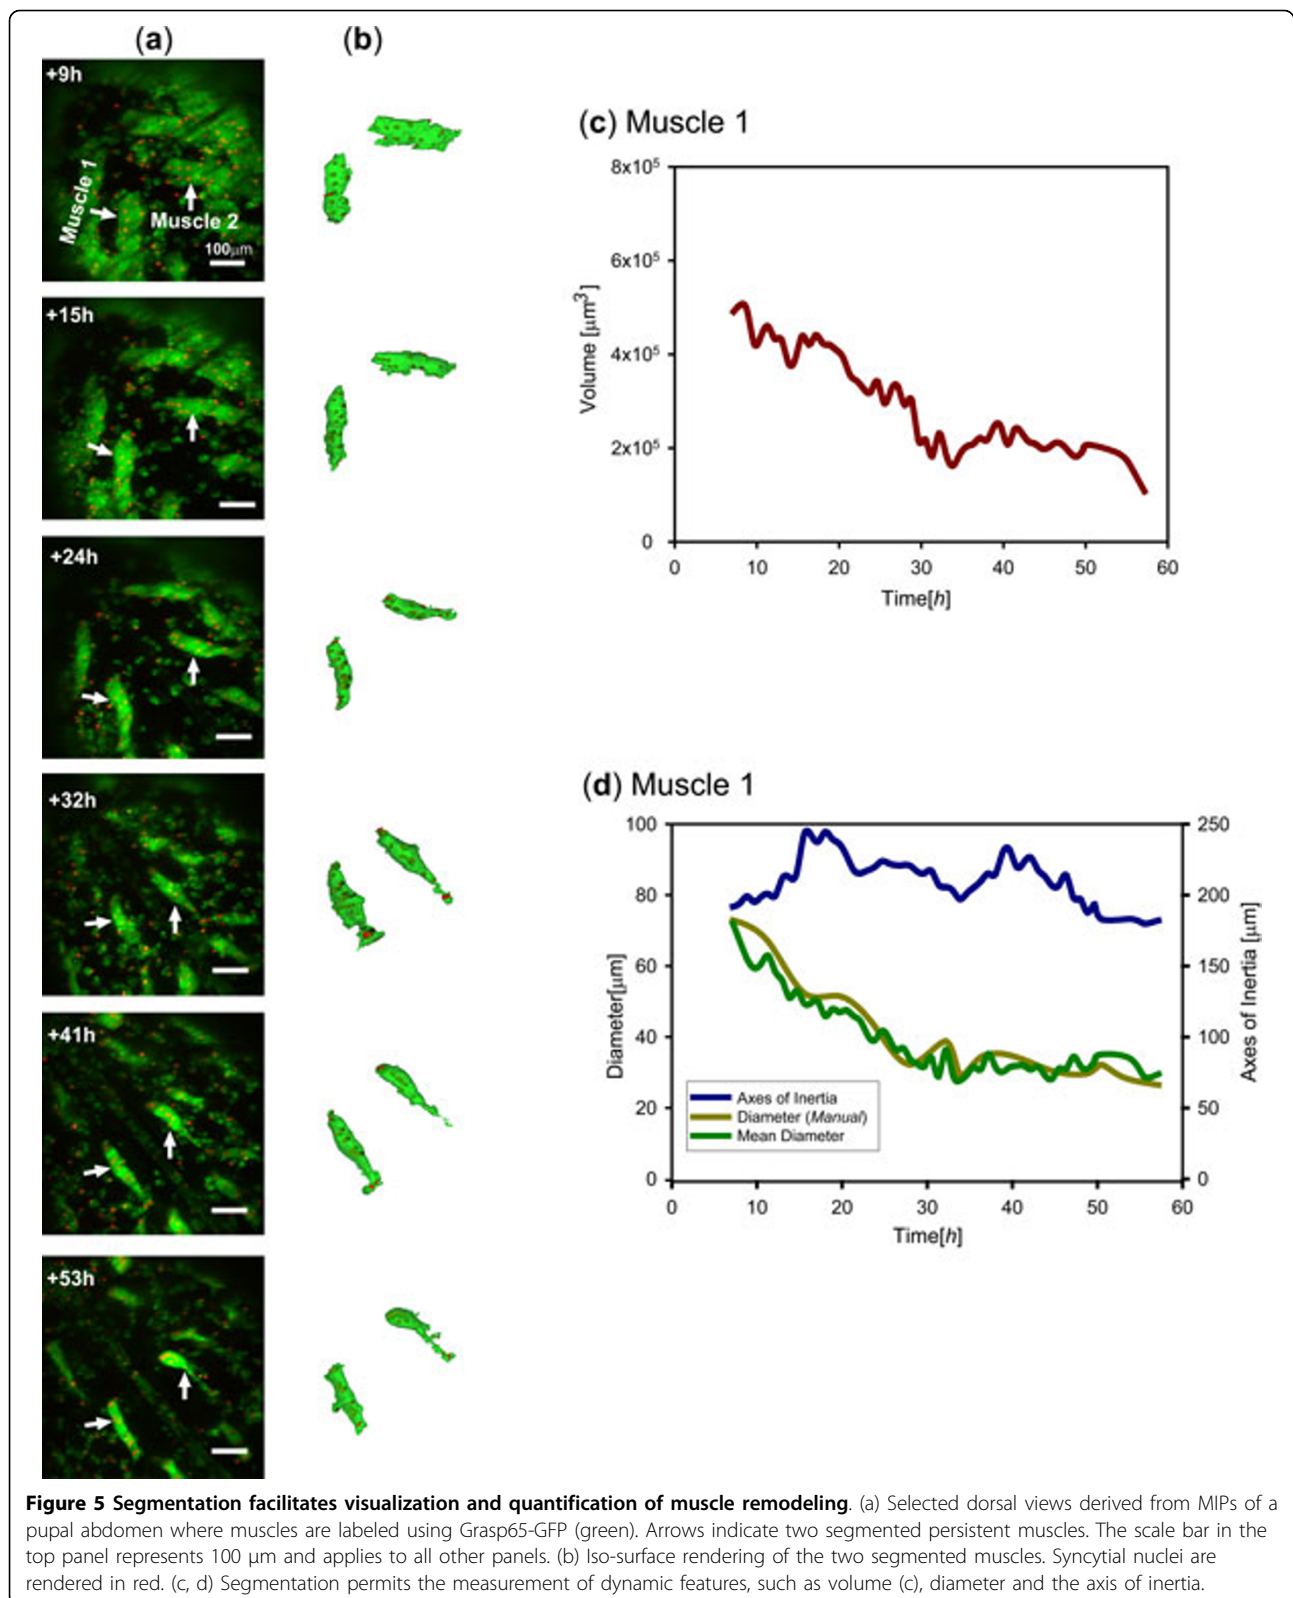 (a)
(b)
+9h
Muscle 1
Muscle 2
100μm
+15h
+24h
+32h
+41h
+53h
(c) Muscle 1
8x10⁵
6x10⁵
4x10⁵
2x10⁵
0
Volume [μm³]
0 10 20 30 40 50 60
Time[h]
(d) Muscle 1
100
80
60
40
20
0
Diameter[μm]
250
200
150
100
50
0
Axes of Inertia [μm]
Axes of Inertia
Diameter (Manual)
Mean Diameter
0 10 20 30 40 50 60
Time[h]
Figure 5 Segmentation facilitates visualization and quantification of muscle remodeling. (a) Selected dorsal views derived from MIPs of a
pupal abdomen where muscles are labeled using Grasp65-GFP (green). Arrows indicate two segmented persistent muscles. The scale bar in the
top panel represents 100 μm and applies to all other panels. (b) Iso-surface rendering of the two segmented muscles. Syncytial nuclei are
rendered in red. (c, d) Segmentation permits the measurement of dynamic features, such as volume (c), diameter and the axis of inertia.